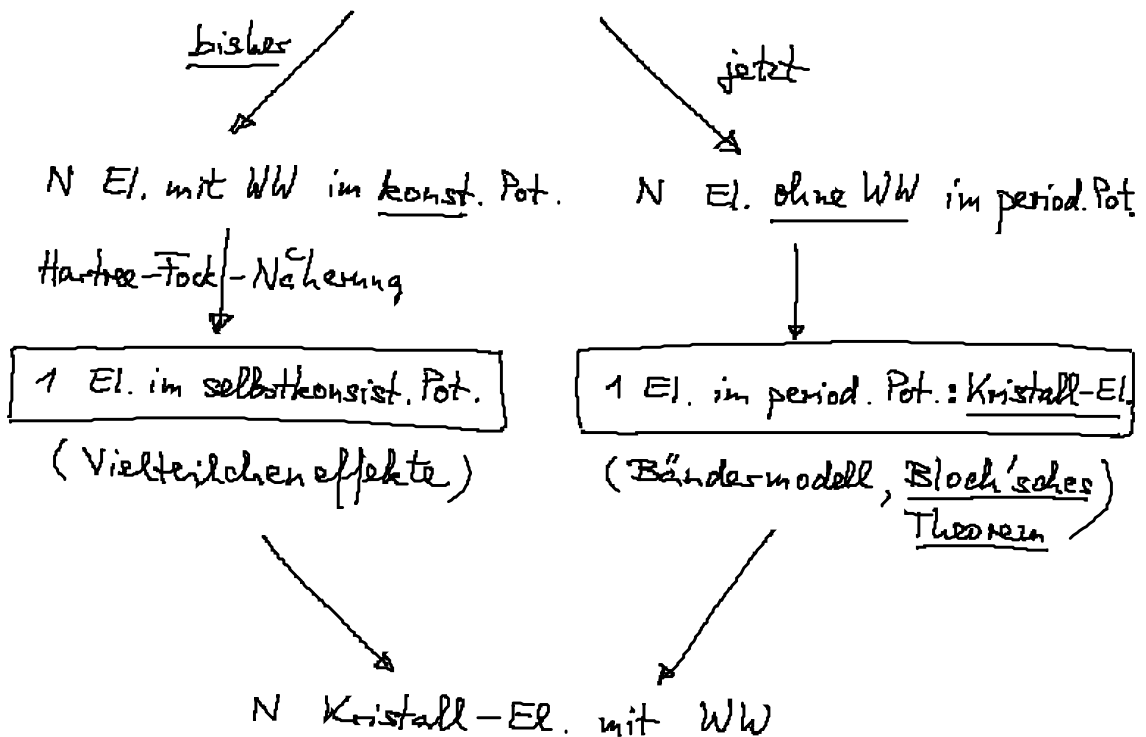 bisher
jetzt
N El. mit WW im konst. Pot.
N El. ohne WW im period. Pot.
Hartree-Fock-Näherung
1 El. im selbstkonsist. Pot.
1 El. im period. Pot.: Kristall-El.
(Vielteilcheneffekte)
(Bändermodell, Bloch'sches
Theorem)
N Kristall-El. mit WW